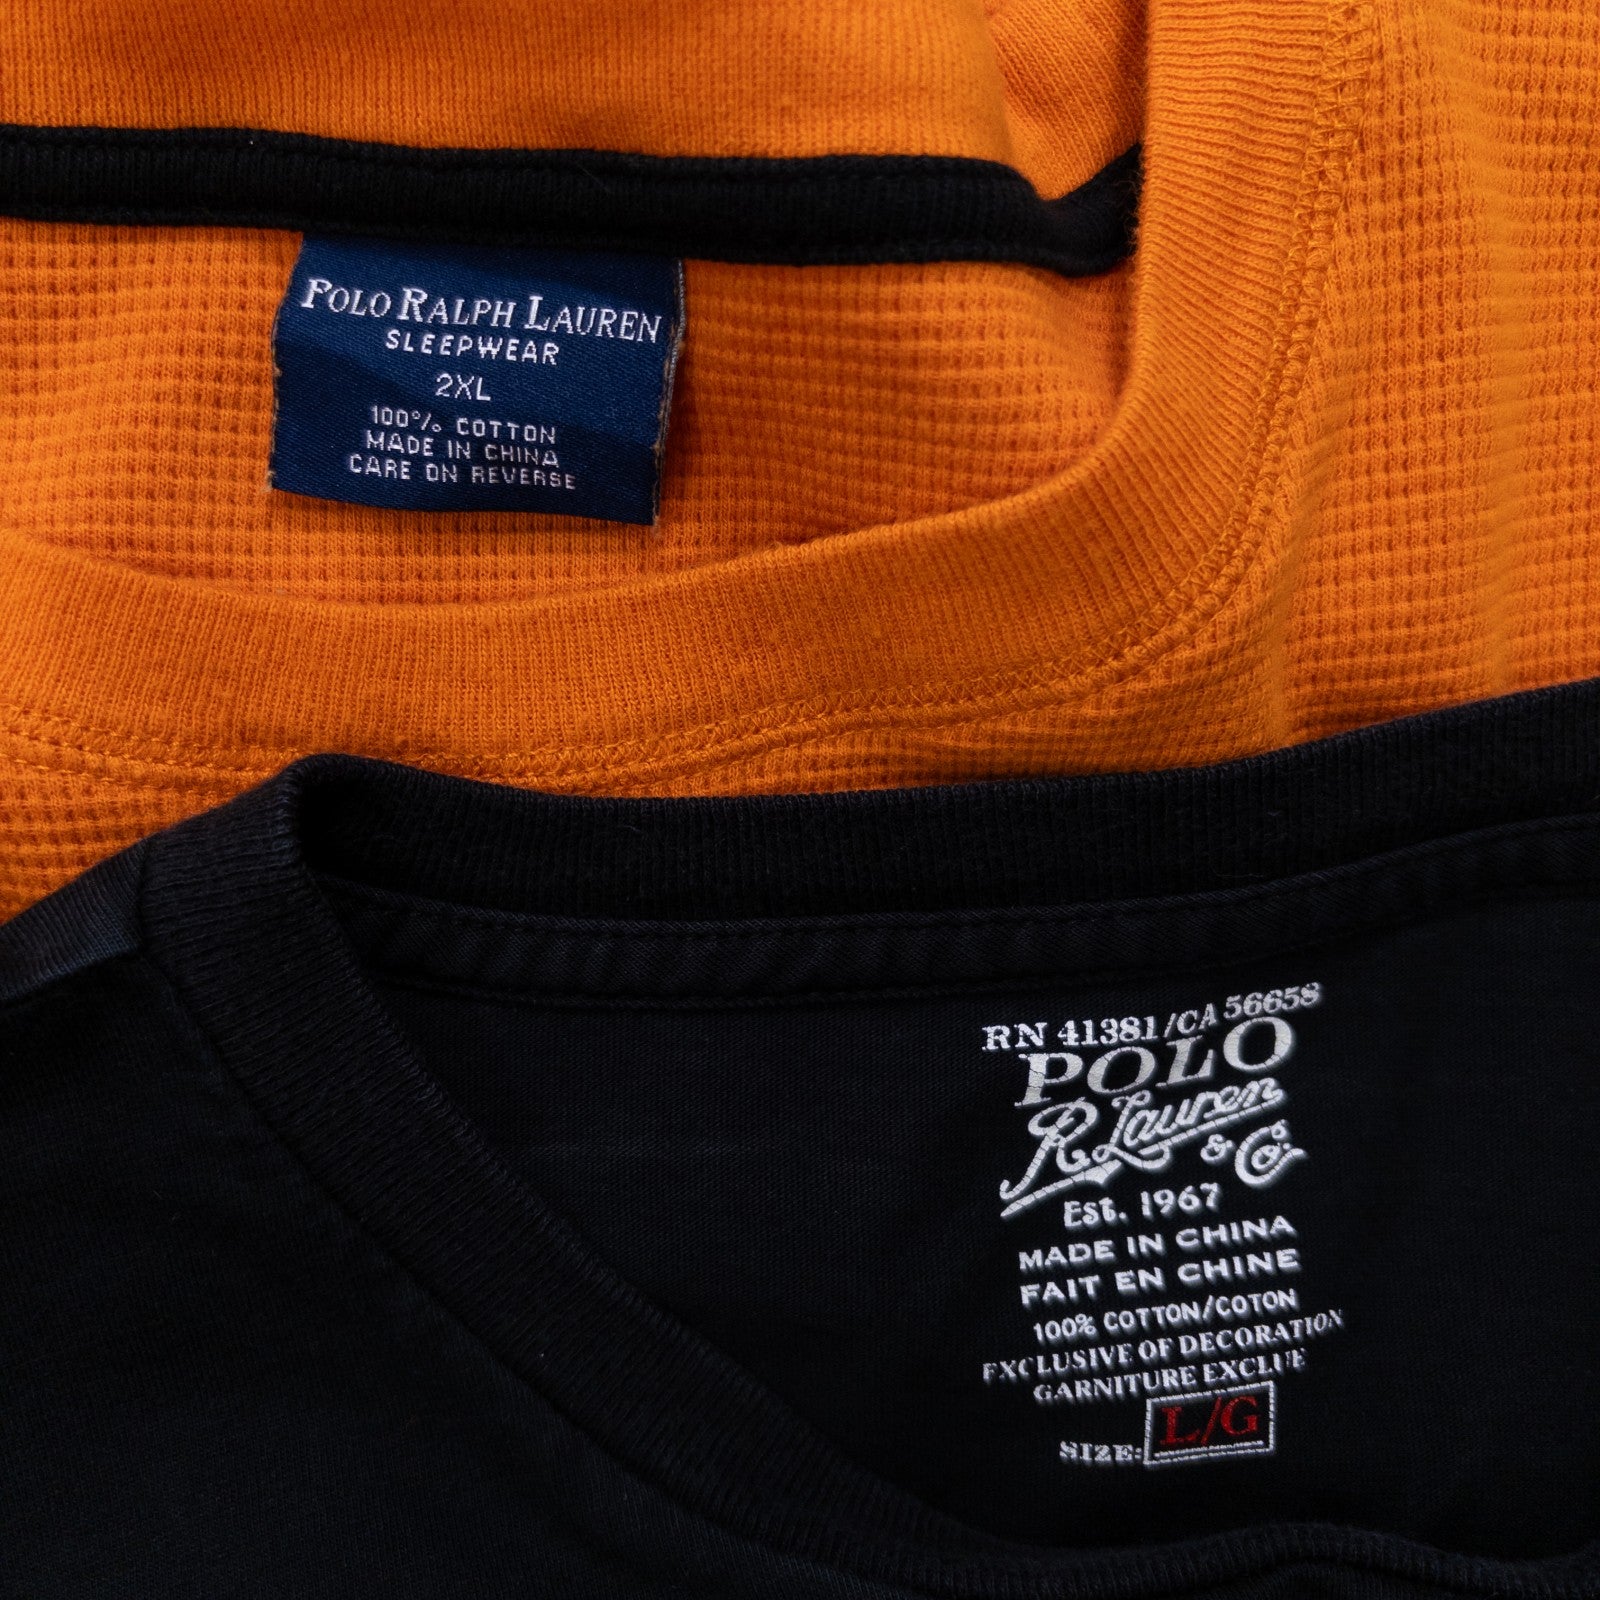 POLO RALPH LAUREN
SLEEPWEAR
2XL
100% COTTON
MADE IN CHINA
CARE ON REVERSE
RN 41381/CA 56658
POLO
R Lauren
& Co
Est. 1967
MADE IN CHINA
FAIT EN CHINE
100% COTTON/COTON
EXCLUSIVE OF DECORATION
GARNITURE EXCLUE
SIZE: L/G